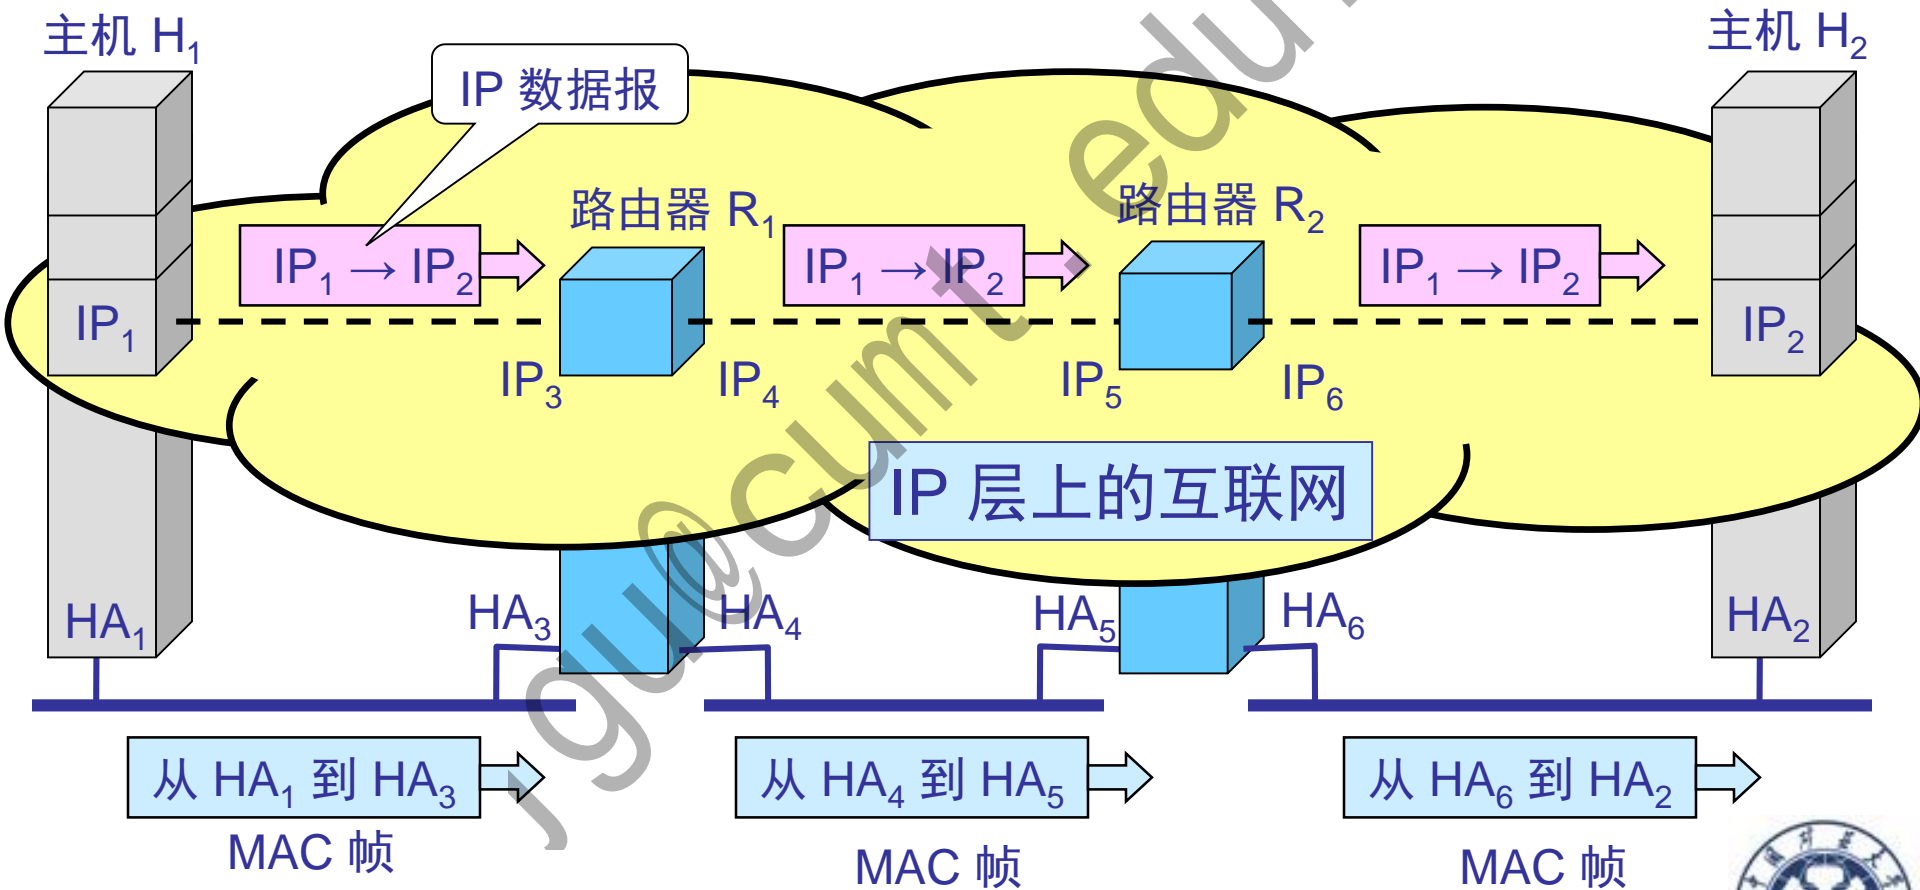 主机 H₁
主机 H₂
IP 数据报
路由器 R₁
路由器 R₂
IP₁ → IP₂
IP₁ → IP₂
IP₁ → IP₂
IP₁
IP₂
IP₃
IP₄
IP₅
IP₆
IP 层上的互联网
HA₁
HA₃
HA₄
HA₅
HA₆
HA₂
从 HA₁ 到 HA₃
从 HA₄ 到 HA₅
从 HA₆ 到 HA₂
MAC 帧
MAC 帧
MAC 帧
jgu@cumt.edu